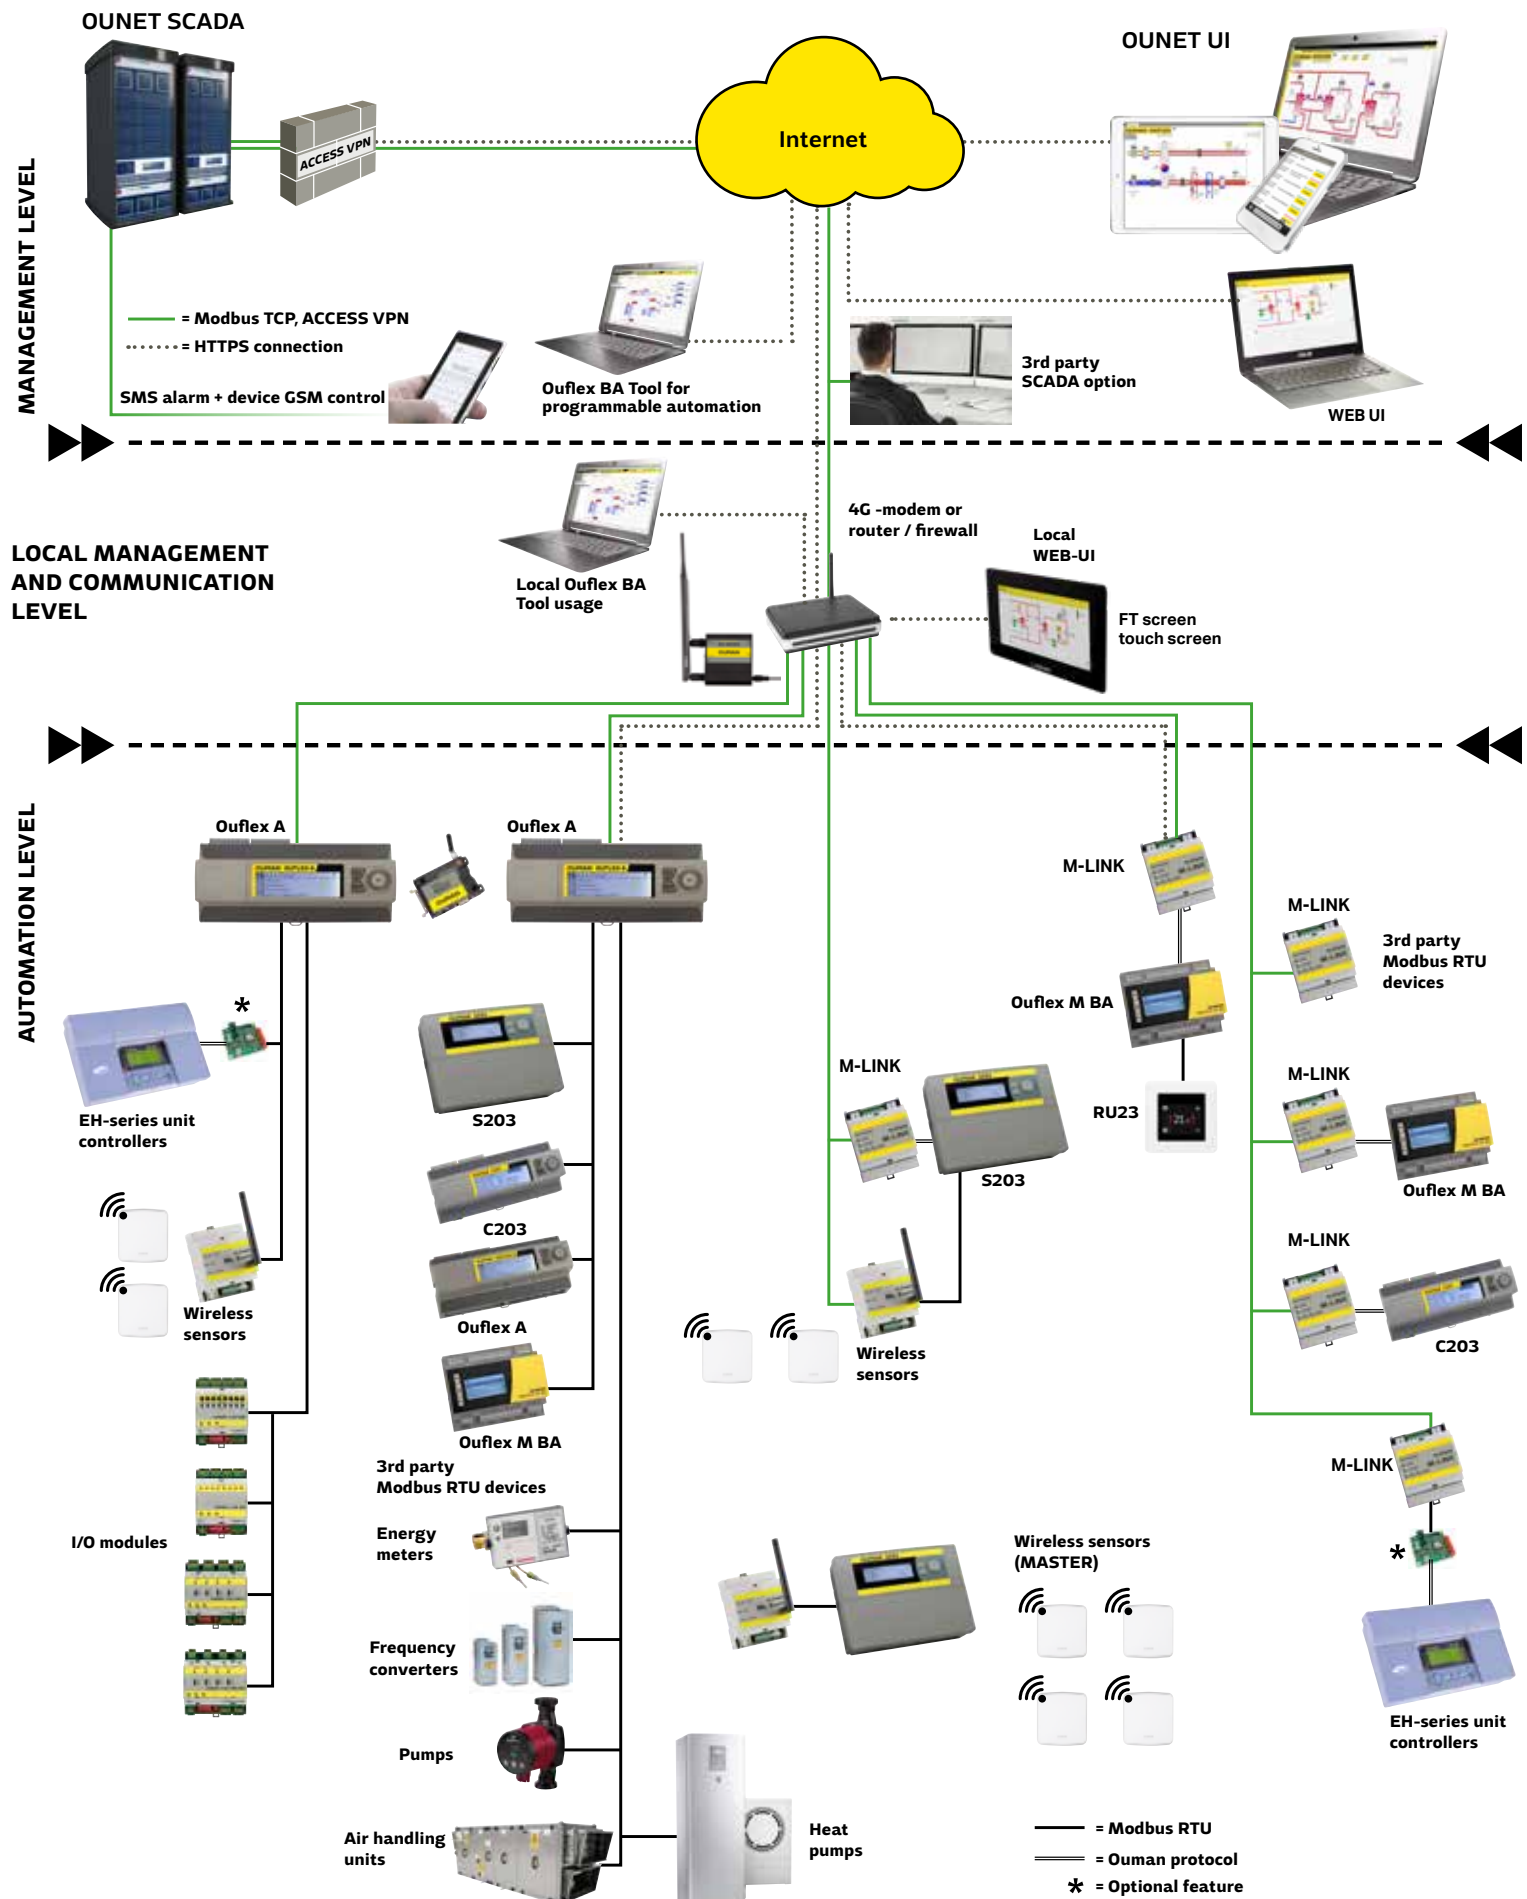 OUNET SCADA
OUNET UI
Internet
ACCESS VPN
MANAGEMENT LEVEL
= Modbus TCP, ACCESS VPN
= HTTPS connection
SMS alarm + device GSM control
Ouflex BA Tool for
programmable automation
3rd party
SCADA option
WEB UI
LOCAL MANAGEMENT
AND COMMUNICATION
LEVEL
Local Ouflex BA
Tool usage
4G -modem or
router / firewall
Local
WEB-UI
FT screen
touch screen
AUTOMATION LEVEL
Ouflex A
Ouflex A
M-LINK
M-LINK
3rd party
Modbus RTU
devices
Ouflex M BA
*
EH-series unit
controllers
S203
M-LINK
S203
RU23
M-LINK
Ouflex M BA
C203
Wireless
sensors
Ouflex A
Wireless
sensors
M-LINK
C203
Ouflex M BA
3rd party
Modbus RTU devices
M-LINK
I/O modules
Energy
meters
Wireless sensors
(MASTER)
*
Frequency
converters
EH-series unit
controllers
Pumps
Air handling
units
Heat
pumps
= Modbus RTU
= Ouman protocol
* = Optional feature